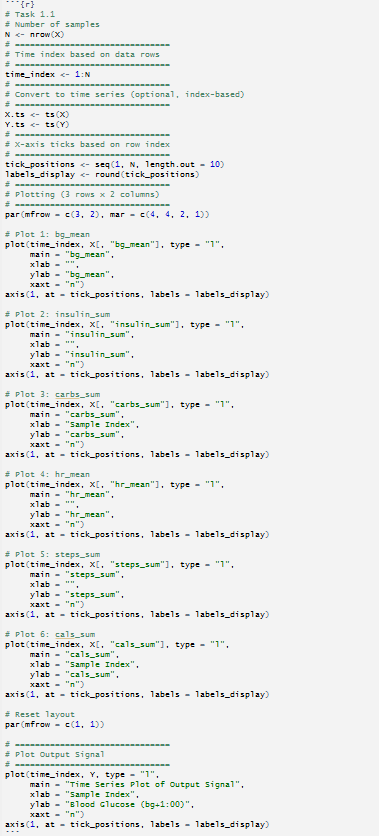 ```{r}
# Task 1.1
# Number of samples
N <- nrow(X)
# ===============================
# Time index based on data rows
# ===============================
time_index <- 1:N
# ===============================
# Convert to time series (optional, index-based)
# ===============================
X.ts <- ts(X)
Y.ts <- ts(Y)
# ===============================
# X-axis ticks based on row index
# ===============================
tick_positions <- seq(1, N, length.out = 10)
labels_display <- round(tick_positions)
# ===============================
# Plotting (3 rows x 2 columns)
# ===============================
par(mfrow = c(3, 2), mar = c(4, 4, 2, 1))
# Plot 1: bg_mean
plot(time_index, X[, "bg_mean"], type = "l",
main = "bg_mean",
xlab = "",
ylab = "bg_mean",
xaxt = "n")
axis(1, at = tick_positions, labels = labels_display)
# Plot 2: insulin_sum
plot(time_index, X[, "insulin_sum"], type = "l",
main = "insulin_sum",
xlab = "",
ylab = "insulin_sum",
xaxt = "n")
axis(1, at = tick_positions, labels = labels_display)
# Plot 3: carbs_sum
plot(time_index, X[, "carbs_sum"], type = "l",
main = "carbs_sum",
xlab = "Sample Index",
ylab = "carbs_sum",
xaxt = "n")
axis(1, at = tick_positions, labels = labels_display)
# Plot 4: hr_mean
plot(time_index, X[, "hr_mean"], type = "l",
main = "hr_mean",
xlab = "",
ylab = "hr_mean",
xaxt = "n")
axis(1, at = tick_positions, labels = labels_display)
# Plot 5: steps_sum
plot(time_index, X[, "steps_sum"], type = "l",
main = "steps_sum",
xlab = "",
ylab = "steps_sum",
xaxt = "n")
axis(1, at = tick_positions, labels = labels_display)
# Plot 6: cals_sum
plot(time_index, X[, "cals_sum"], type = "l",
main = "cals_sum",
xlab = "Sample Index",
ylab = "cals_sum",
xaxt = "n")
axis(1, at = tick_positions, labels = labels_display)
# Reset layout
par(mfrow = c(1, 1))
# ===============================
# Plot Output Signal
# ===============================
plot(time_index, Y, type = "l",
main = "Time Series Plot of Output Signal",
xlab = "Sample Index",
ylab = "Blood Glucose (bg+1:00)",
xaxt = "n")
axis(1, at = tick_positions, labels = labels_display)
```